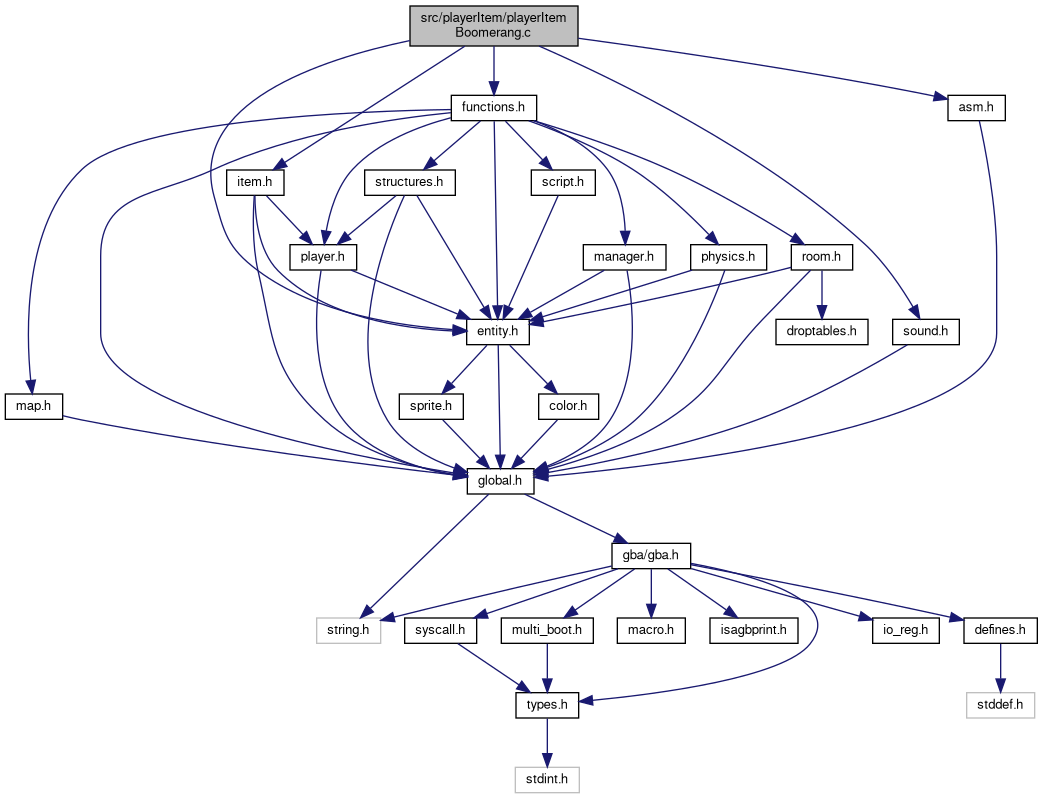 src/playerItem/playerItem
Boomerang.c
functions.h
asm.h
item.h
structures.h
script.h
player.h
manager.h
physics.h
room.h
entity.h
droptables.h
sound.h
map.h
sprite.h
color.h
global.h
gba/gba.h
string.h
syscall.h
multi_boot.h
macro.h
isagbprint.h
io_reg.h
defines.h
types.h
stddef.h
stdint.h